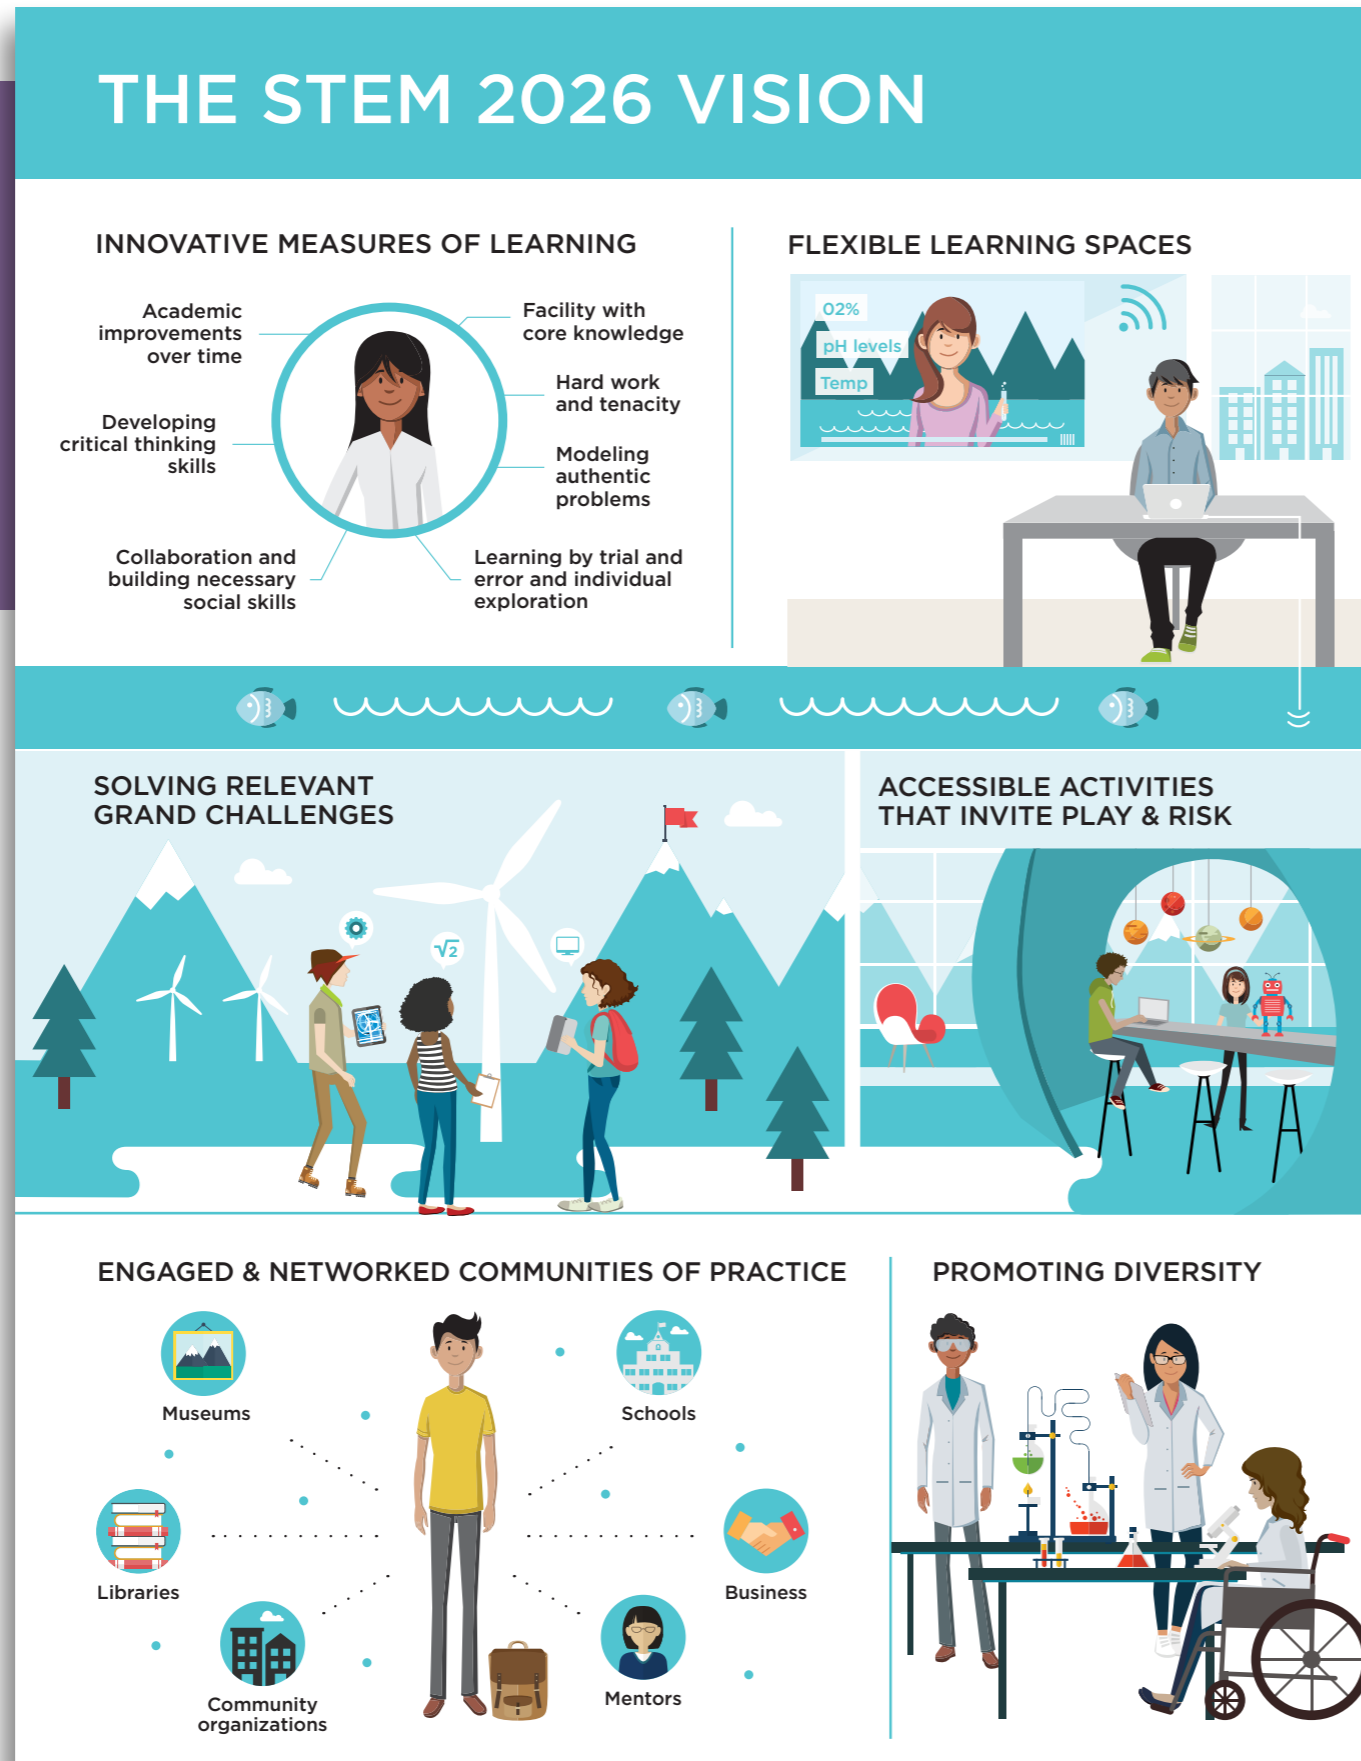 THE STEM 2026 VISION
INNOVATIVE MEASURES OF LEARNING
Academic
improvements
over time
Developing
critical thinking
skills
Collaboration and
building necessary
social skills
Facility with
core knowledge
Hard work
and tenacity
Modeling
authentic
problems
Learning by trial and
error and individual
exploration
FLEXIBLE LEARNING SPACES
02%
pH levels
Temp
SOLVING RELEVANT
GRAND CHALLENGES
√2
ACCESSIBLE ACTIVITIES
THAT INVITE PLAY & RISK
ENGAGED & NETWORKED COMMUNITIES OF PRACTICE
Museums
Schools
Libraries
Business
Community
organizations
Mentors
PROMOTING DIVERSITY